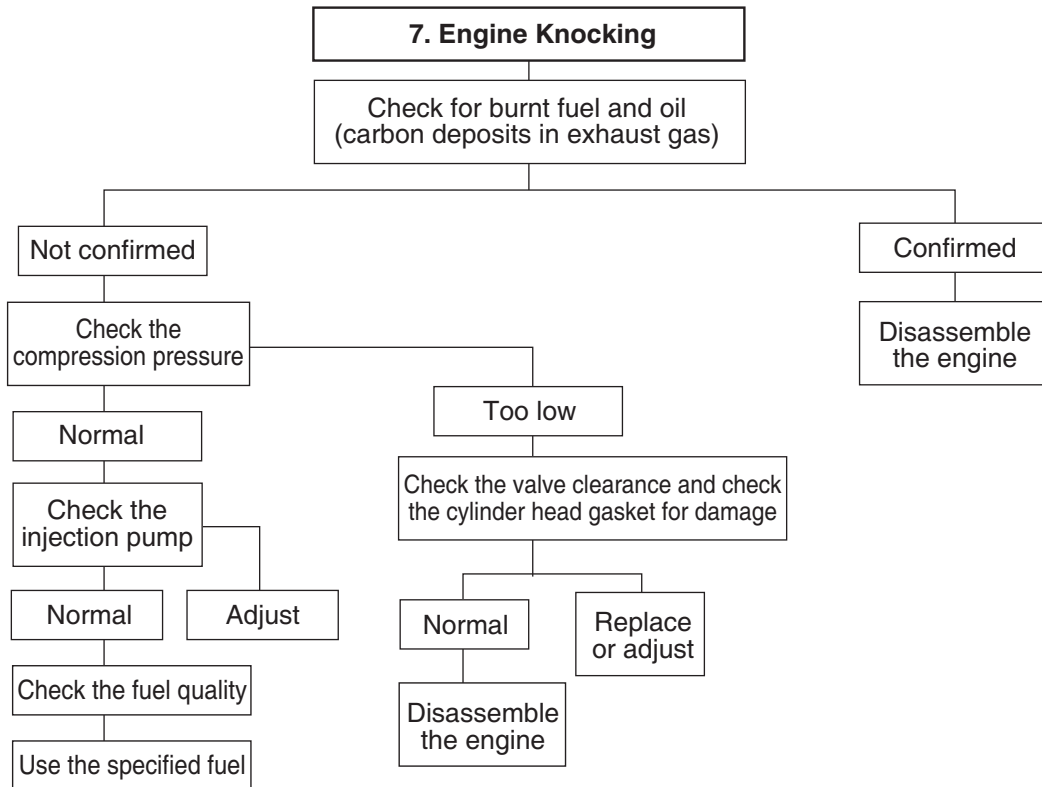 7. Engine Knocking
Check for burnt fuel and oil
(carbon deposits in exhaust gas)
Not confirmed
Confirmed
Check the
compression pressure
Disassemble
the engine
Too low
Normal
Check the valve clearance and check
the cylinder head gasket for damage
Check the
injection pump
Normal
Adjust
Normal
Replace
or adjust
Check the fuel quality
Disassemble
the engine
Use the specified fuel